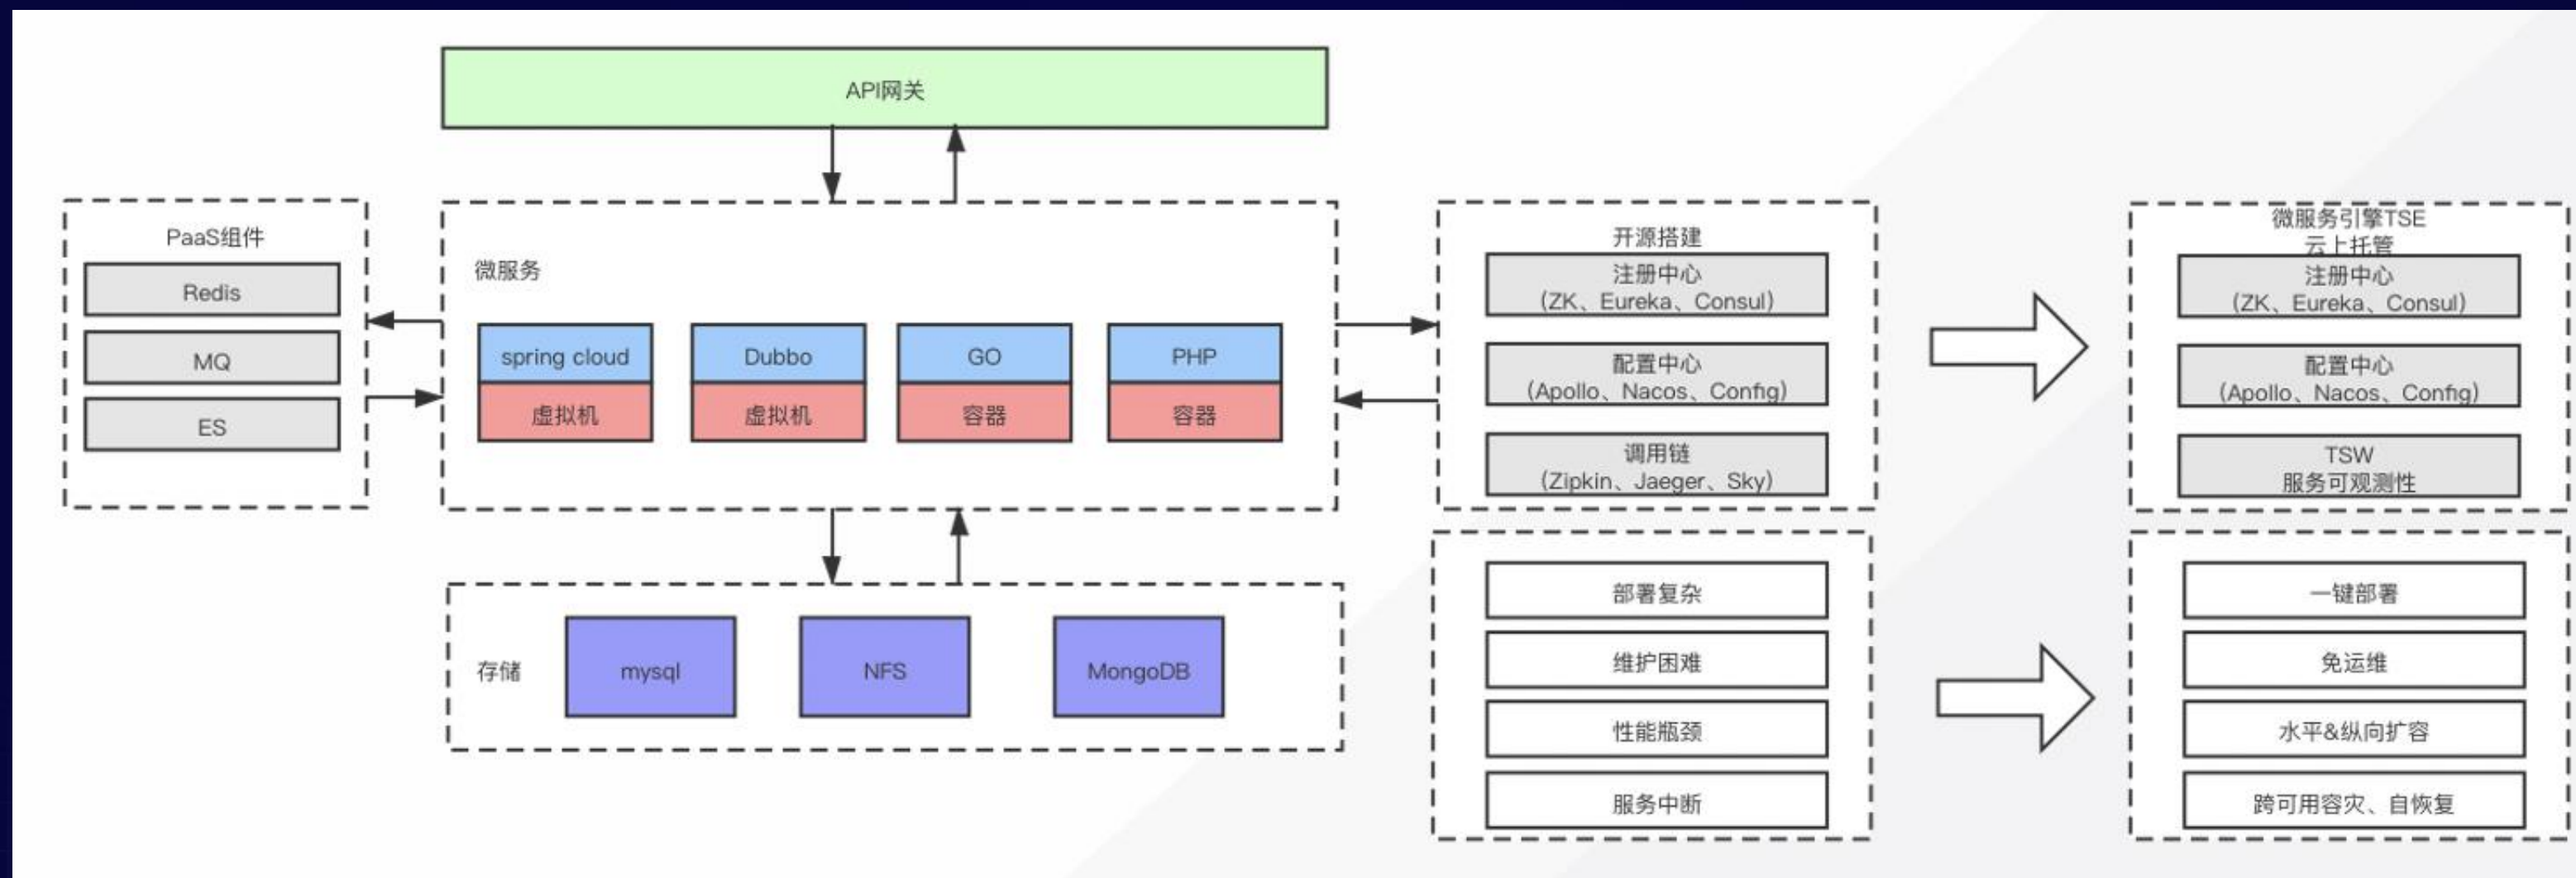 API网关
PaaS组件
Redis
MQ
ES
微服务
spring cloud
虚拟机
Dubbo
虚拟机
GO
容器
PHP
容器
存储
mysql
NFS
MongoDB
开源搭建
注册中心
(ZK、Eureka、Consul)
配置中心
(Apollo、Nacos、Config)
调用链
(Zipkin、Jaeger、Sky)
部署复杂
维护困难
性能瓶颈
服务中断
微服务引擎TSE
云上托管
注册中心
(ZK、Eureka、Consul)
配置中心
(Apollo、Nacos、Config)
TSW
服务可观测性
一键部署
免运维
水平&纵向扩容
跨可用容灾、自恢复